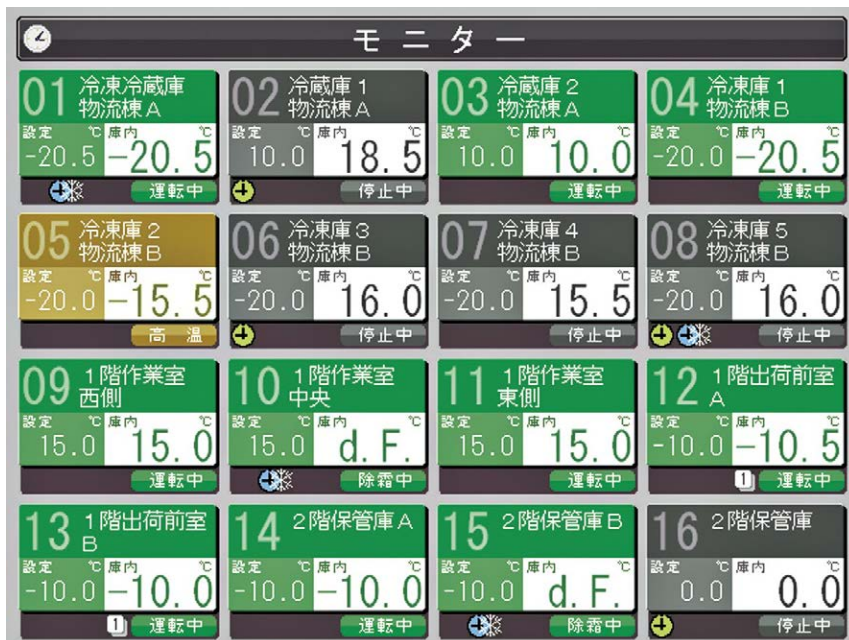 モニター
01 冷凍冷蔵庫
物流棟A
設定 ℃ 庫内 ℃
-20.5 -20.5
運転中
02 冷蔵庫1
物流棟A
設定 ℃ 庫内 ℃
10.0 18.5
停止中
03 冷蔵庫2
物流棟A
設定 ℃ 庫内 ℃
10.0 10.0
運転中
04 冷凍庫1
物流棟B
設定 ℃ 庫内 ℃
-20.0 -20.5
運転中
05 冷凍庫2
物流棟B
設定 ℃ 庫内 ℃
-20.0 -15.5
高温
06 冷凍庫3
物流棟B
設定 ℃ 庫内 ℃
-20.0 16.0
停止中
07 冷凍庫4
物流棟B
設定 ℃ 庫内 ℃
-20.0 15.5
停止中
08 冷凍庫5
物流棟B
設定 ℃ 庫内 ℃
-20.0 16.0
停止中
09 1階作業室
西側
設定 ℃ 庫内 ℃
15.0 15.0
運転中
10 1階作業室
中央
設定 ℃ 庫内 ℃
15.0 d.F.
除霜中
11 1階作業室
東側
設定 ℃ 庫内 ℃
15.0 15.0
運転中
12 1階出荷前室
A
設定 ℃ 庫内 ℃
-10.0 -10.5
1 運転中
13 1階出荷前室
B
設定 ℃ 庫内 ℃
-10.0 -10.0
1 運転中
14 2階保管庫A
設定 ℃ 庫内 ℃
-10.0 -10.0
運転中
15 2階保管庫B
設定 ℃ 庫内 ℃
-10.0 d.F.
除霜中
16 2階保管庫
設定 ℃ 庫内 ℃
0.0 0.0
停止中